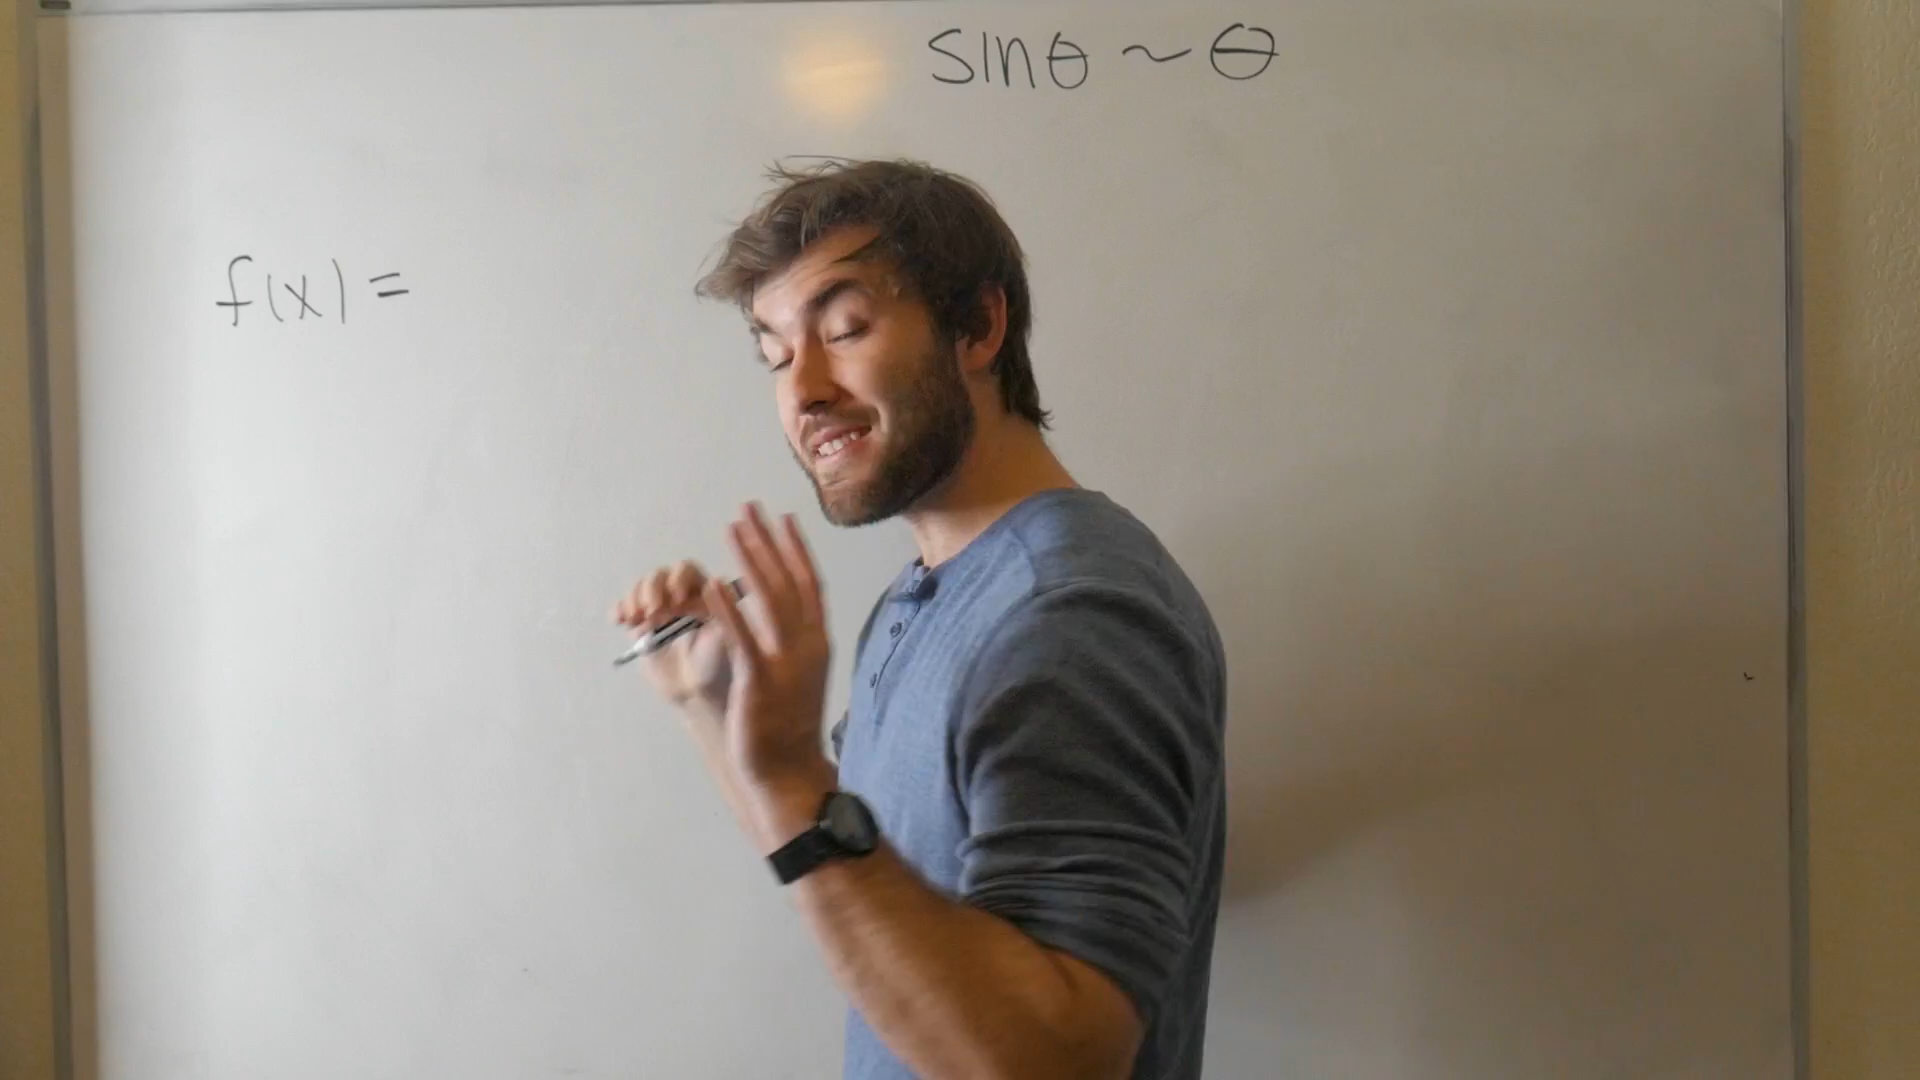 sinθ ~ θ
f(x) =